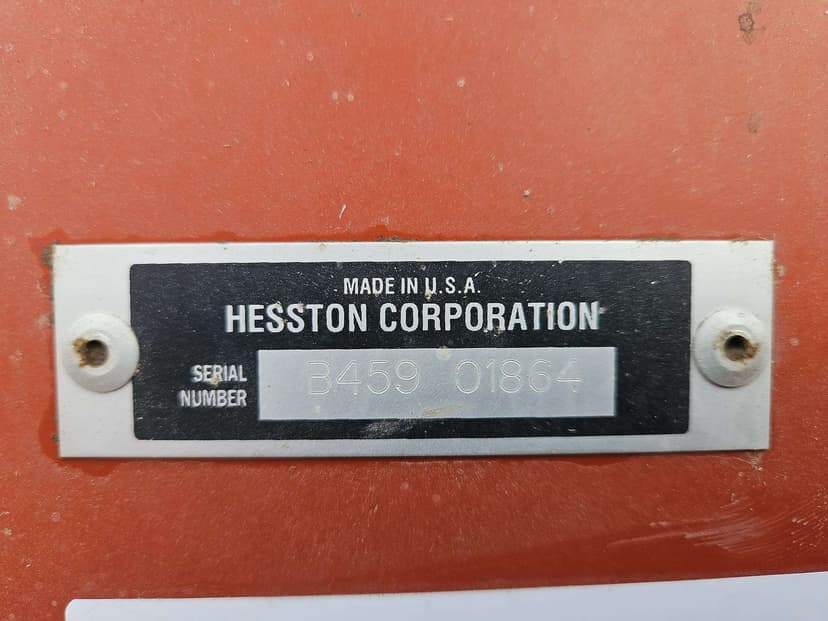 MADE IN U.S.A.
HESSTON CORPORATION
SERIAL
NUMBER
B459 01864